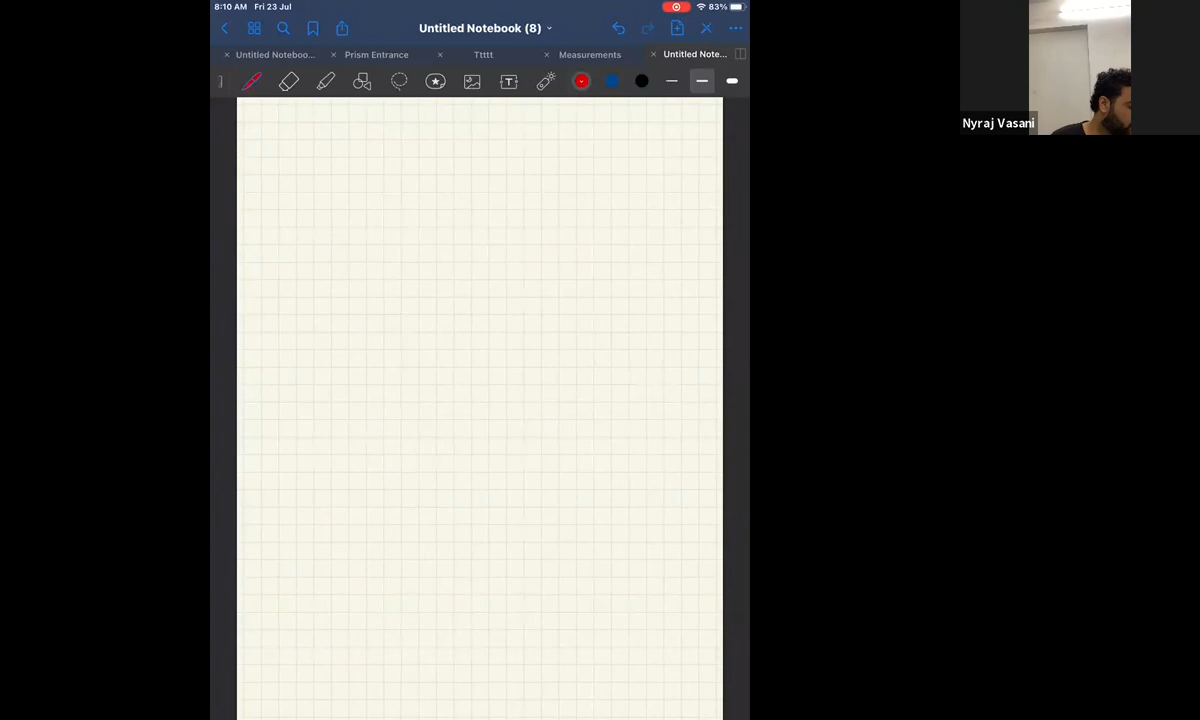 8:10 AM Fri 23 Jul
83%
Untitled Notebook (8)
Untitled Noteboo...
Prism Entrance
Ttttt
Measurements
Untitled Note...
T
Nyraj Vasani